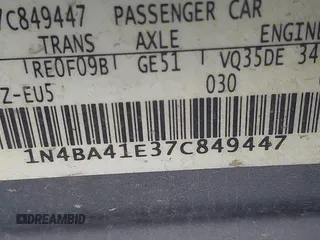 7C849447 PASSENGER CAR
TRANS AXLE ENGINE
RE0F09B GE51 VQ35DE 34
Z-EU5 030
1N4BA41E37C849447
DREAMBID